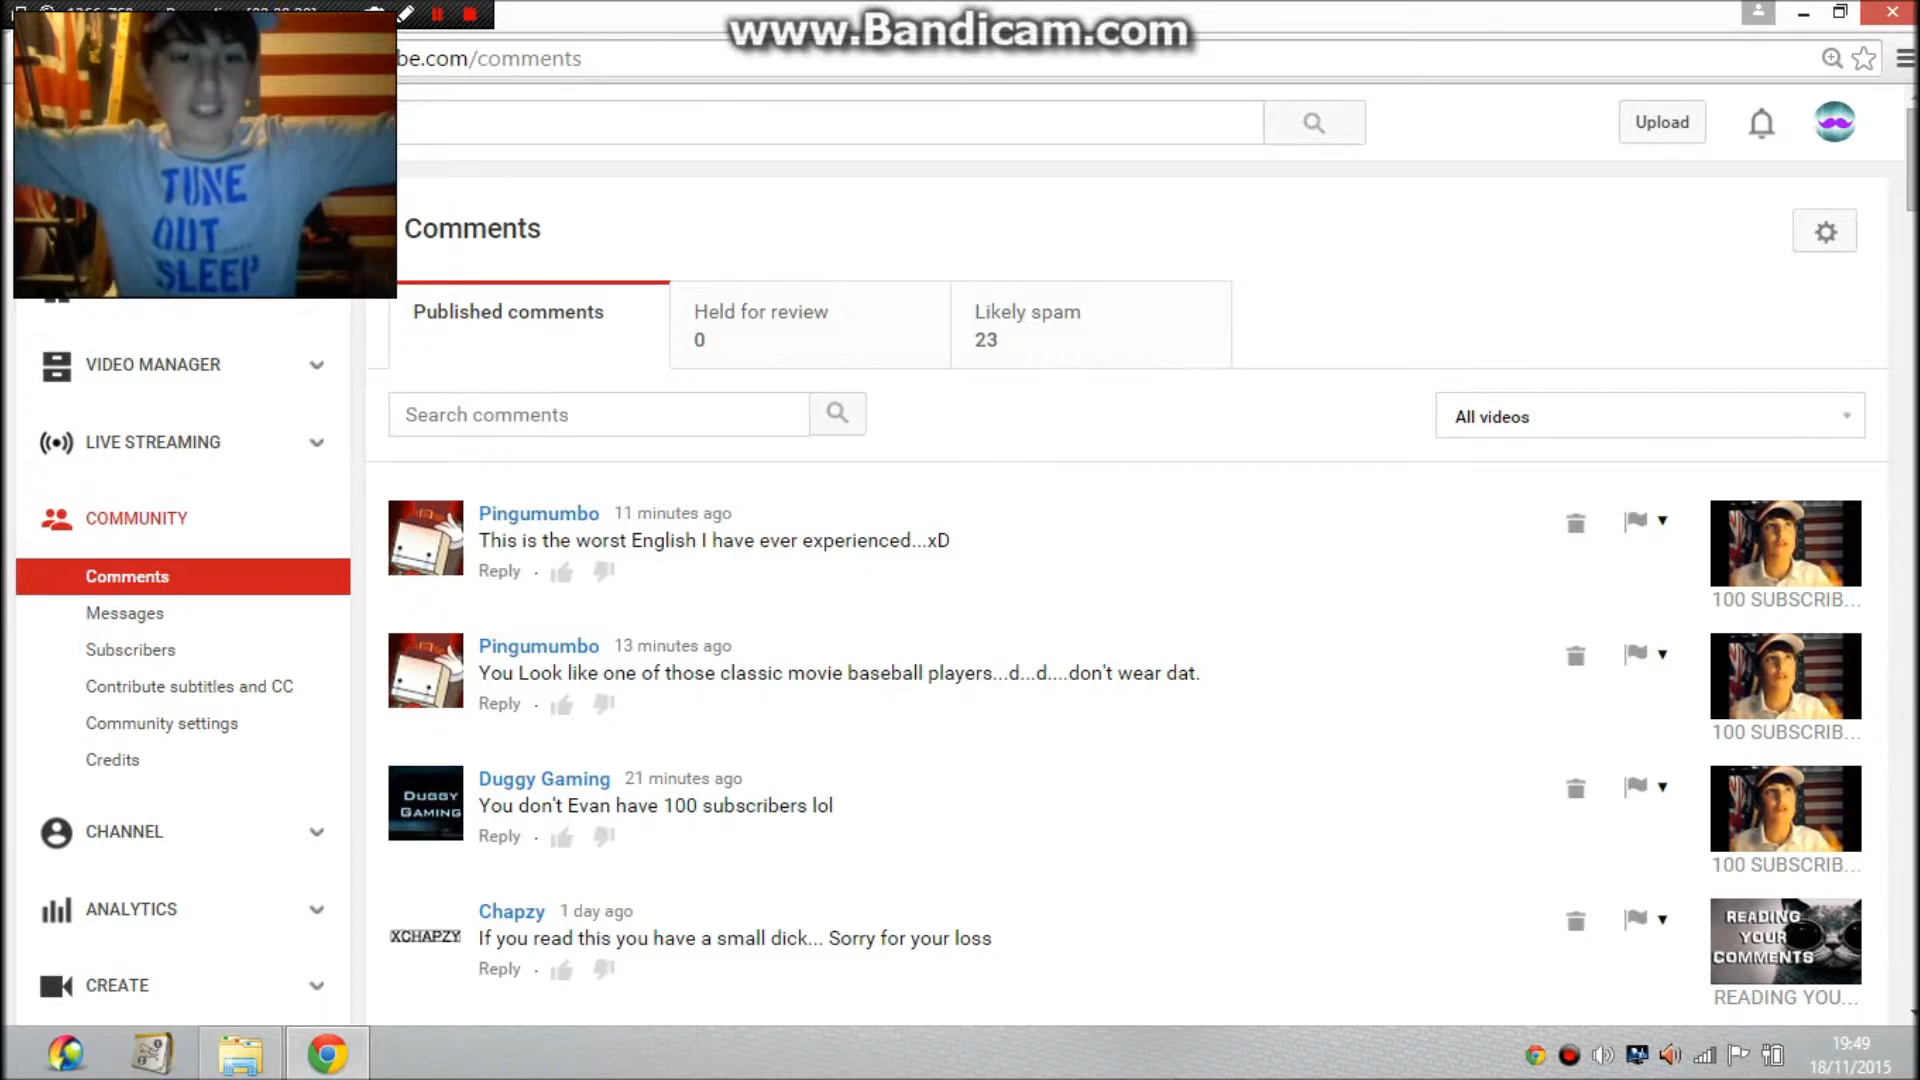 www.Bandicam.com
be.com/comments
Upload
TUNE
OUT....
SLEEP
Comments
Published comments
Held for review
0
Likely spam
23
Search comments
All videos
VIDEO MANAGER
LIVE STREAMING
COMMUNITY
Comments
Messages
Subscribers
Contribute subtitles and CC
Community settings
Credits
CHANNEL
ANALYTICS
CREATE
Pingumumbo 11 minutes ago
This is the worst English I have ever experienced...xD
Reply
100 SUBSCRIB...
Pingumumbo 13 minutes ago
You Look like one of those classic movie baseball players...d...d....don't wear dat.
Reply
100 SUBSCRIB...
DUGGY
GAMING
Duggy Gaming 21 minutes ago
You don't Evan have 100 subscribers lol
Reply
100 SUBSCRIB...
XCHAPZY
Chapzy 1 day ago
If you read this you have a small dick... Sorry for your loss
Reply
READING
YOUR
COMMENTS
READING YOU...
19:49
18/11/2015